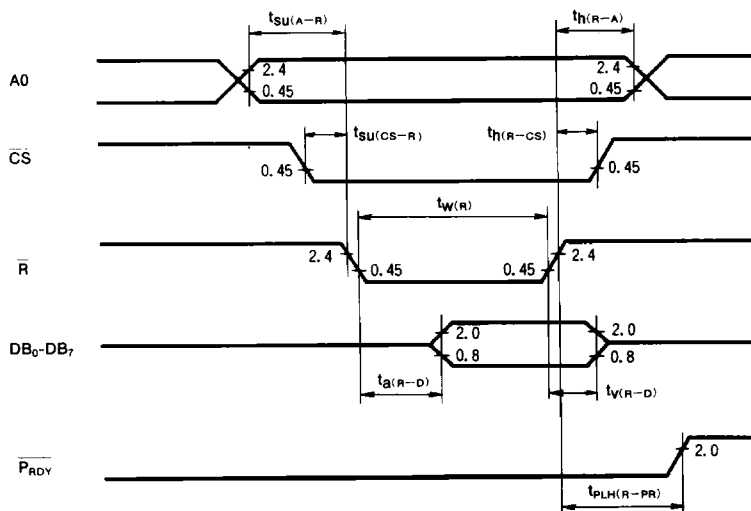 tsu(A-R) th(R-A)
A0 2.4 2.4
0.45 0.45
tsu(CS-R) th(R-CS)
CS
0.45 0.45
tW(R)
R
2.4 0.45 0.45 2.4
2.0 2.0
DB0-DB7
0.8 0.8
ta(R-D) tV(R-D)
PRDY
2.0
tPLH(R-PR)